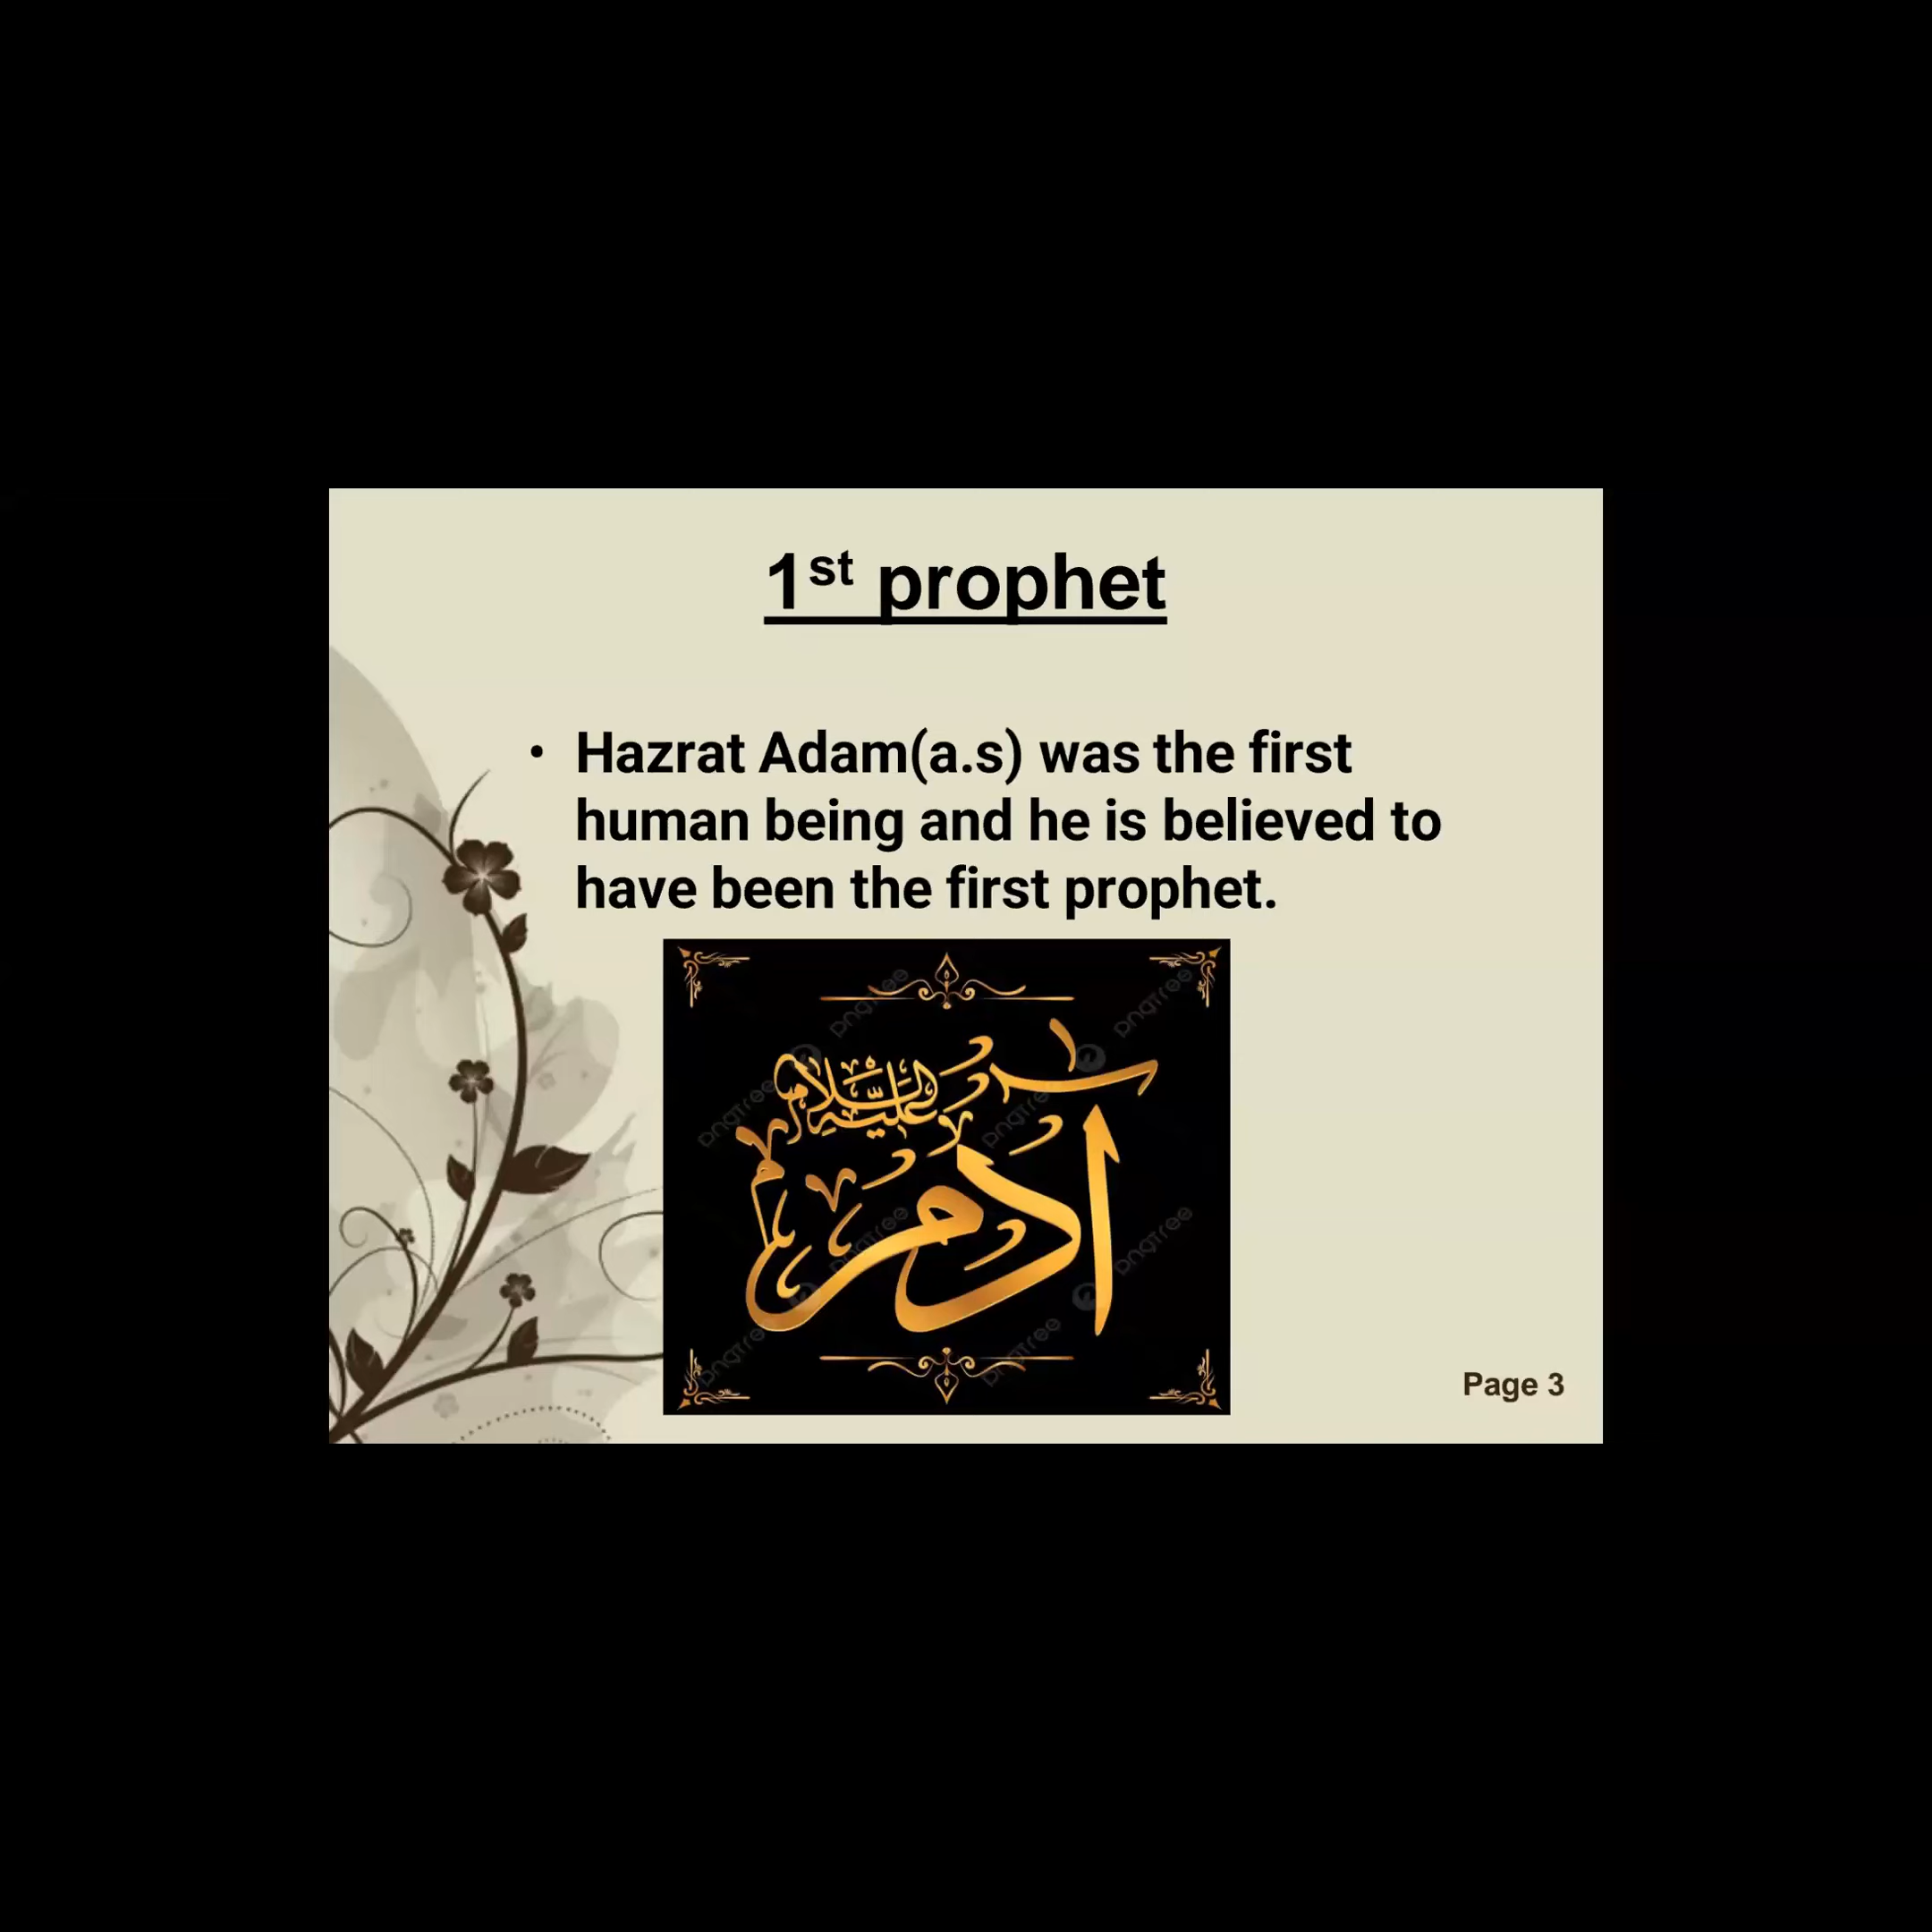 1st prophet
• Hazrat Adam(a.s) was the first
human being and he is believed to
have been the first prophet.
عليه السلام
آدم
pngtree
Page 3